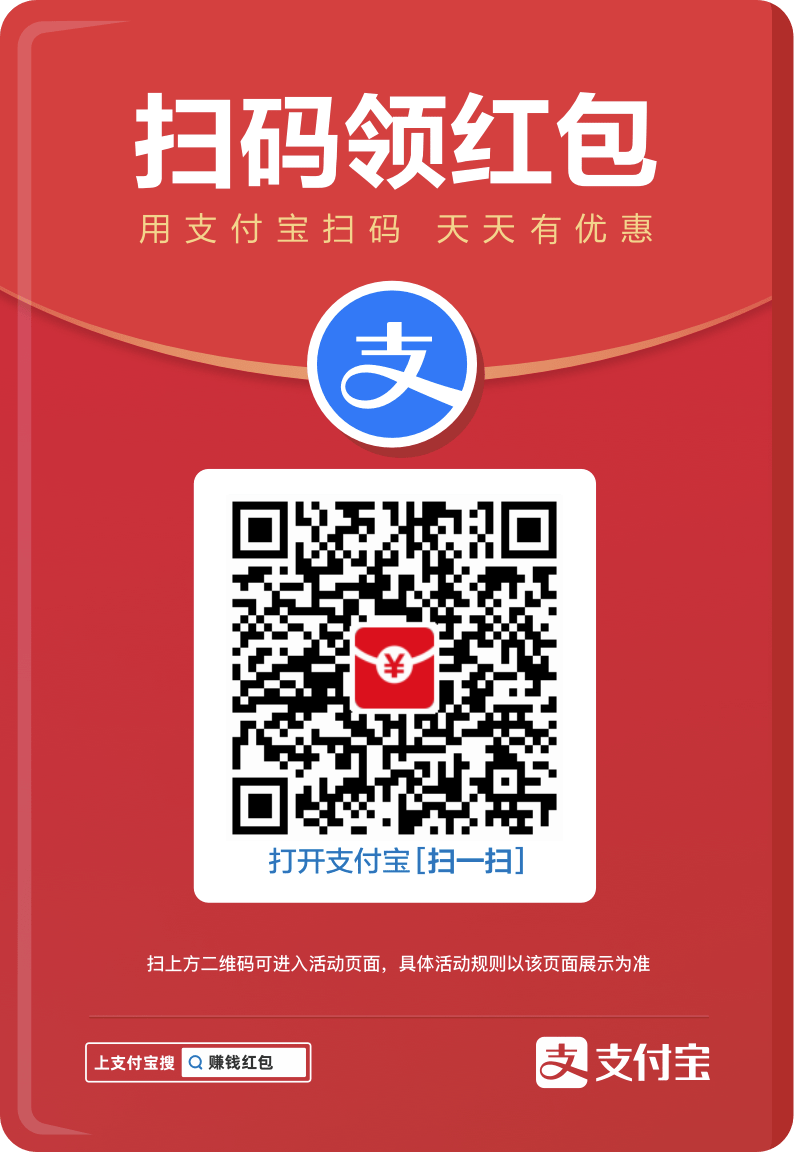 扫码领红包
用支付宝扫码 天天有优惠
支
¥
打开支付宝[扫一扫]
扫上方二维码可进入活动页面，具体活动规则以该页面展示为准
上支付宝搜 赚钱红包
支 支付宝